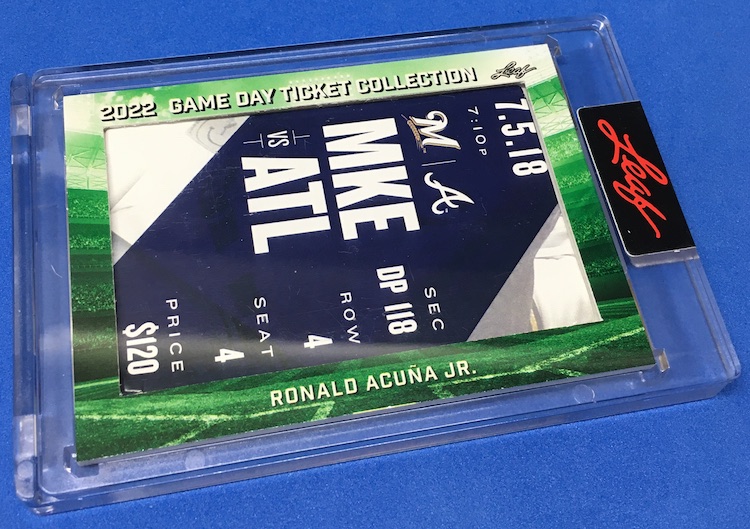 2022 GAME DAY TICKET COLLECTION
Leaf
7.5.18
7:10P
M
A
MKE
VS
ATL
SEC
DP 118
ROW
4
SEAT
4
PRICE
$120
RONALD ACUÑA JR.
Leaf